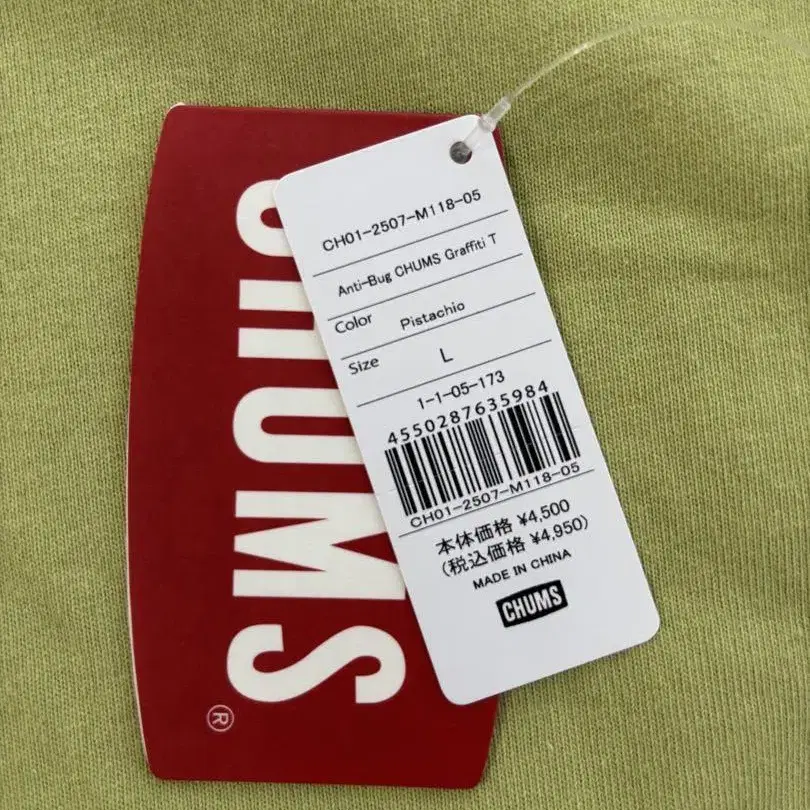 CHUMS
®
CH01-2507-M118-05
Anti-Bug CHUMS Graffiti T
Color Pistachio
Size L
1-1-05-173
4550287635984
CH01-2507-M118-05
本体価格 ¥4,500
(税込価格 ¥4,950)
MADE IN CHINA
CHUMS